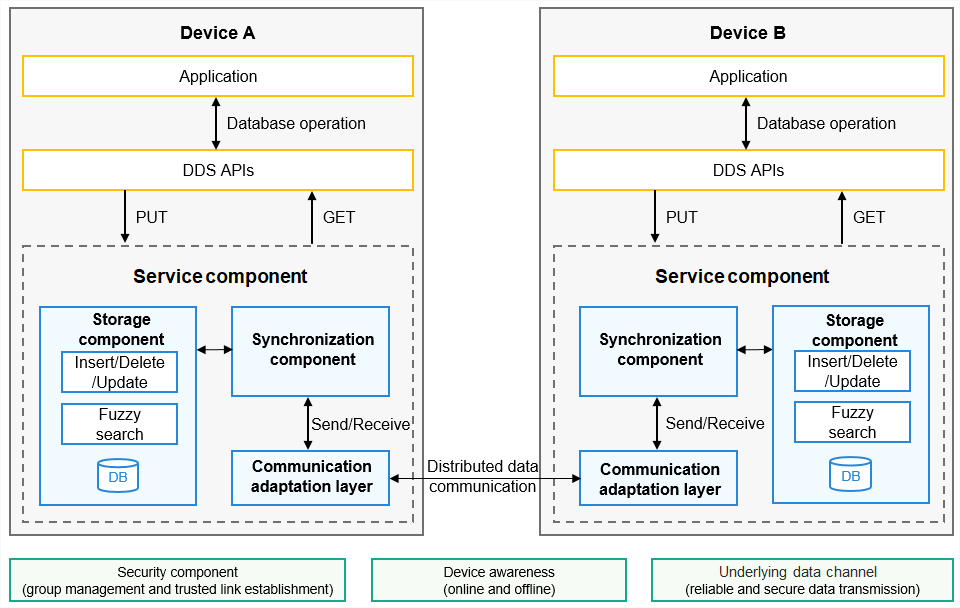 Device A
Application
Database operation
DDS APIs
PUT
GET
Service component
Storage
component
Insert/Delete
/Update
Fuzzy
search
DB
Synchronization
component
Send/Receive
Communication
adaptation layer
Distributed data
communication
Device B
Application
Database operation
DDS APIs
PUT
GET
Service component
Synchronization
component
Send/Receive
Communication
adaptation layer
Storage
component
Insert/Delete
/Update
Fuzzy
search
DB
Security component
(group management and trusted link establishment)
Device awareness
(online and offline)
Underlying data channel
(reliable and secure data transmission)